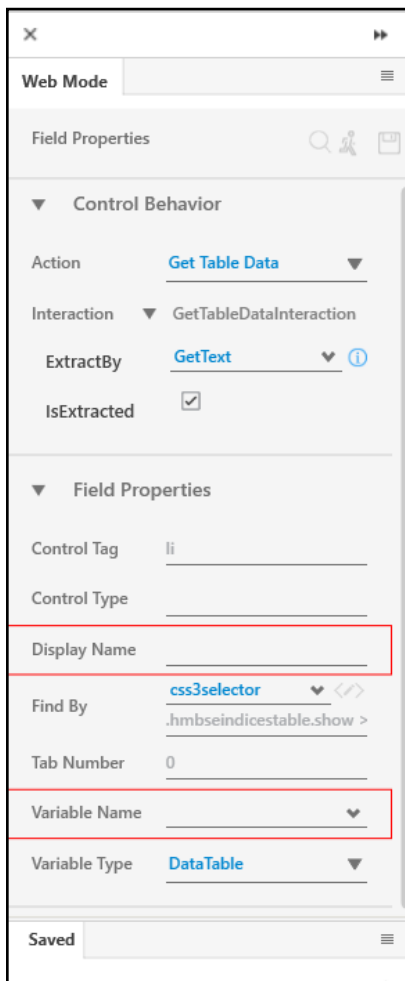 Web Mode
Field Properties
Control Behavior
Action Get Table Data
Interaction GetTableDataInteraction
ExtractBy GetText
IsExtracted
Field Properties
Control Tag li
Control Type
Display Name
Find By css3selector
.hmbseindicestable.show >
Tab Number 0
Variable Name
Variable Type DataTable
Saved